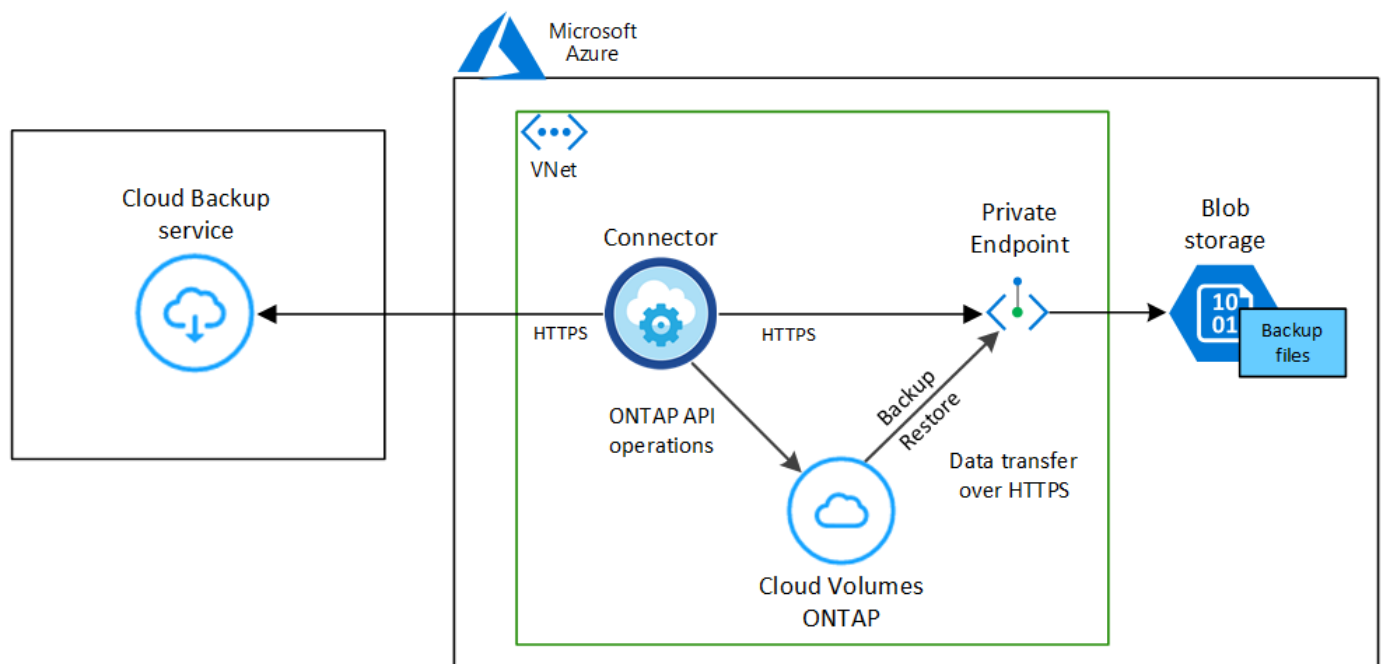 Microsoft
Azure
VNet
Cloud Backup
service
Connector
Private
Endpoint
Blob
storage
HTTPS
HTTPS
10
01
Backup
files
ONTAP API
operations
Backup
Restore
Data transfer
over HTTPS
Cloud Volumes
ONTAP